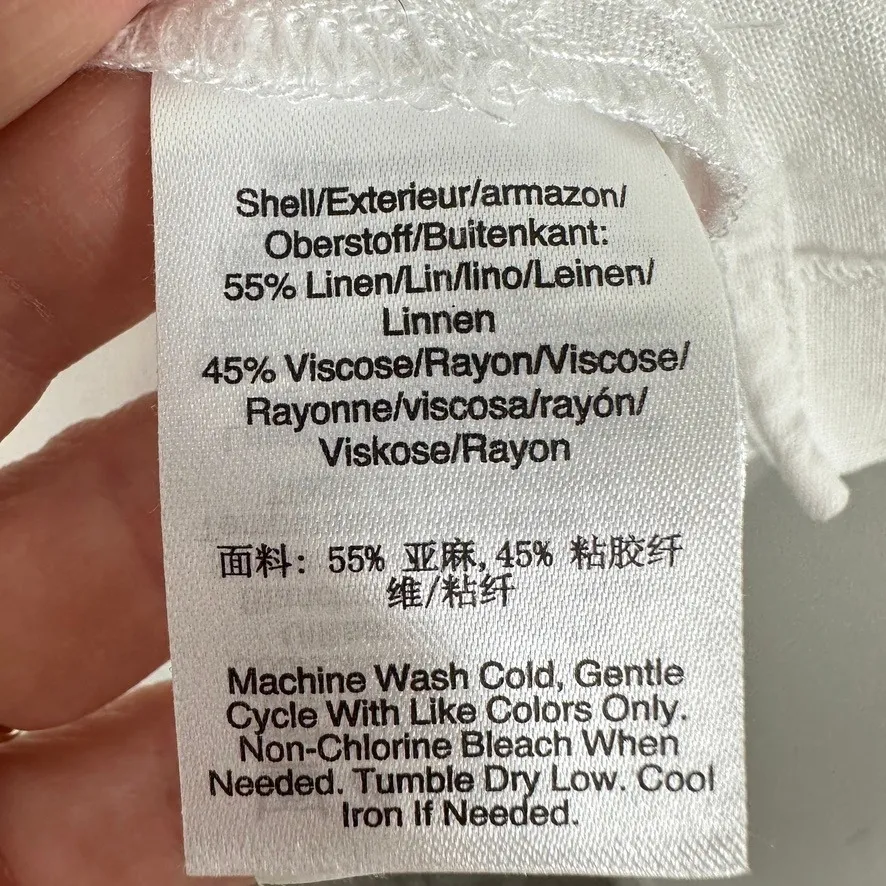 Shell/Exterieur/armazon/
Oberstoff/Buitenkant:
55% Linen/Lin/lino/Leinen/
Linnen
45% Viscose/Rayon/Viscose/
Rayonne/viscosa/rayón/
Viskose/Rayon
面料: 55% 亚麻, 45% 粘胶纤
维/粘纤
Machine Wash Cold, Gentle
Cycle With Like Colors Only.
Non-Chlorine Bleach When
Needed. Tumble Dry Low. Cool
Iron If Needed.